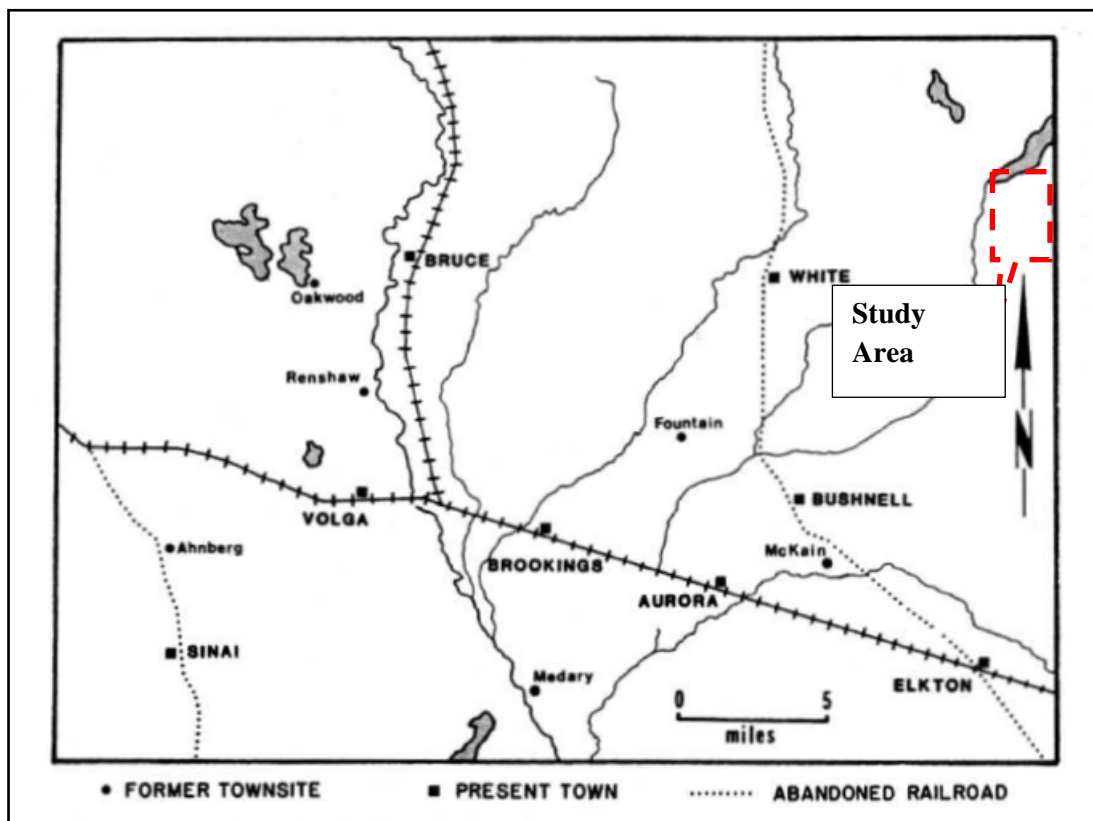 BRUCE
Oakwood
WHITE
Study
Area
Renshaw
Fountain
N
VOLGA
BUSHNELL
Ahnberg
BROOKINGS
McKain
AURORA
SINAI
Medary
ELKTON
0 5
miles
FORMER TOWNSITE PRESENT TOWN ABANDONED RAILROAD